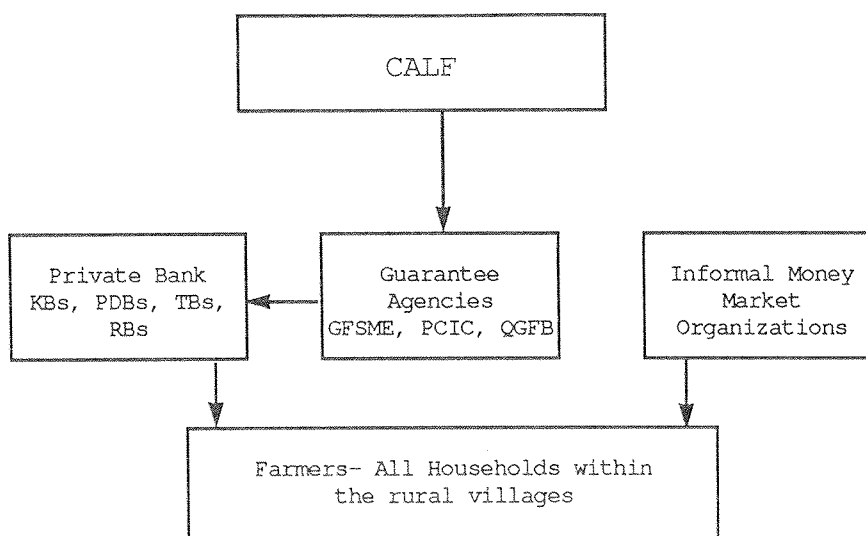 CALF
Private Bank
KBs, PDBs, TBs,
RBs
Guarantee
Agencies
GFSME, PCIC, QGFB
Informal Money
Market
Organizations
Farmers- All Households within
the rural villages